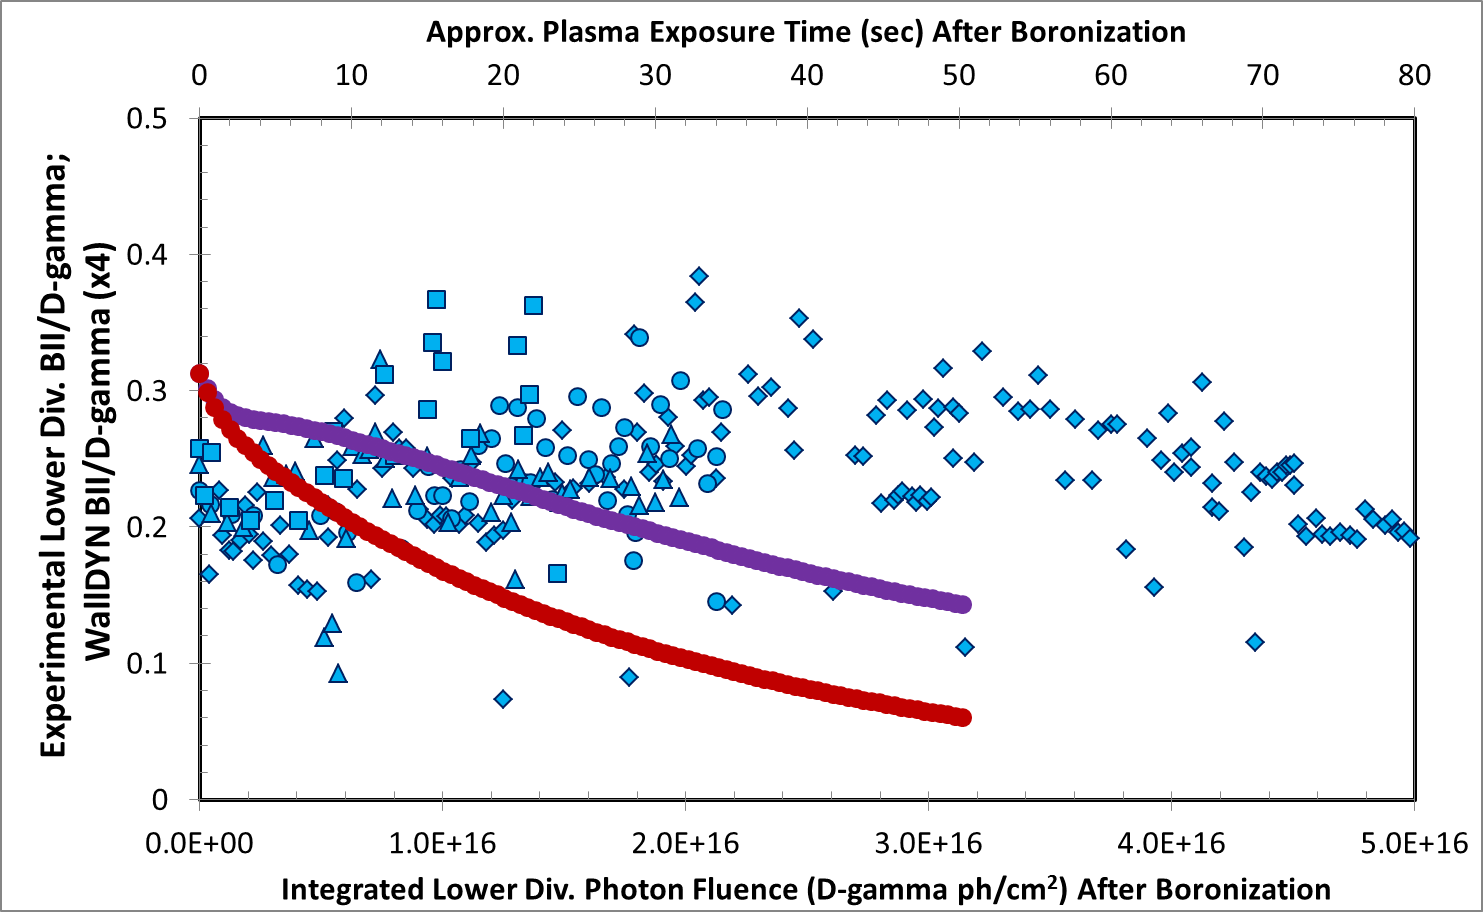 Approx. Plasma Exposure Time (sec) After Boronization
0 10 20 30 40 50 60 70 80
Experimental Lower Div. BII/D-gamma;
WallDYN BII/D-gamma (x4)
0.5
0.4
0.3
0.2
0.1
0
0.0E+00 1.0E+16 2.0E+16 3.0E+16 4.0E+16 5.0E+16
Integrated Lower Div. Photon Fluence (D-gamma ph/cm²) After Boronization